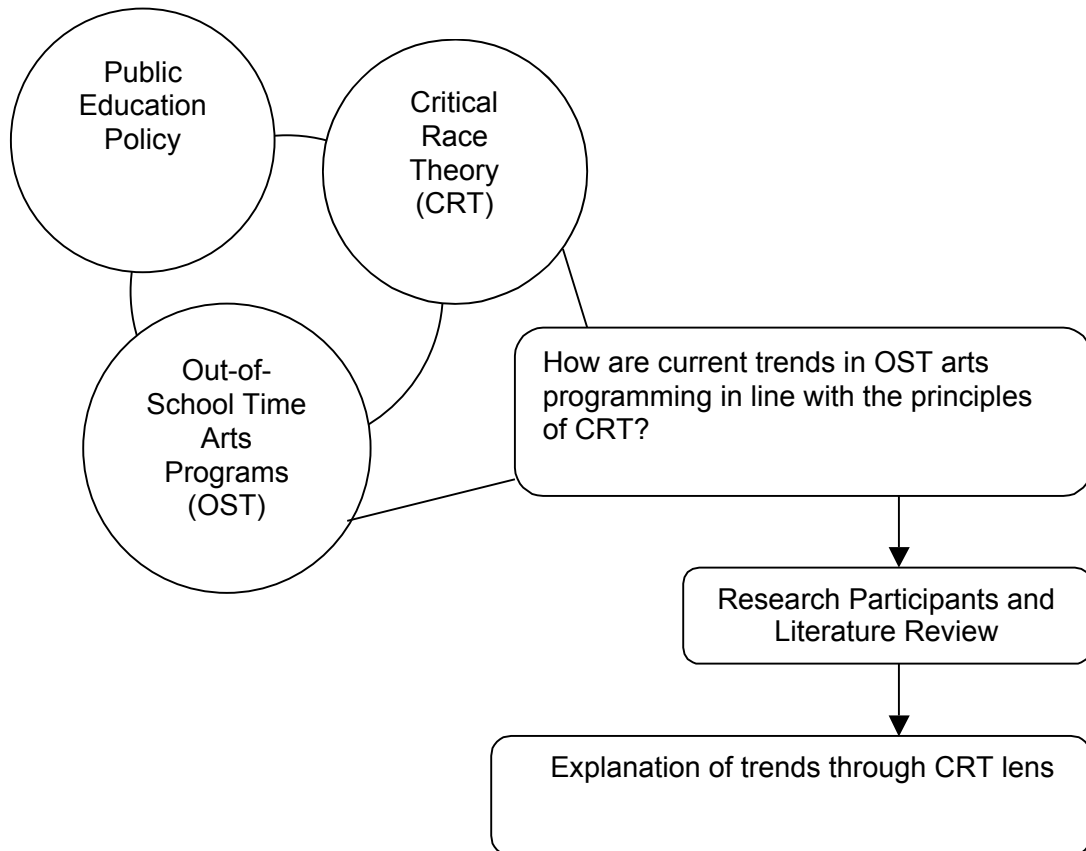 Public
Education
Policy
Critical
Race
Theory
(CRT)
Out-of-
School Time
Arts
Programs
(OST)
How are current trends in OST arts
programming in line with the principles
of CRT?
Research Participants and
Literature Review
Explanation of trends through CRT lens